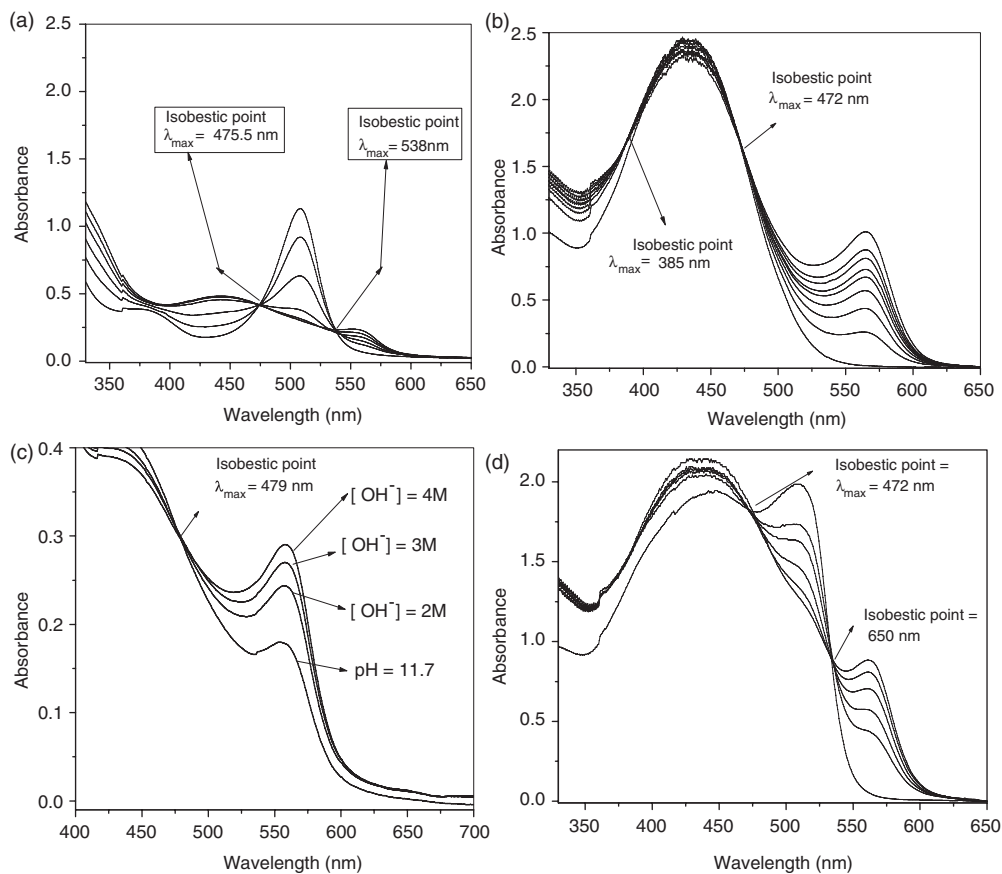 (a)
2.5
2.0
1.5
1.0
0.5
0.0
Absorbance
Isobestic point
λmax = 475.5 nm
Isobestic point
λmax = 538nm
350 400 450 500 550 600 650
Wavelength (nm)
(b)
2.5
2.0
1.5
1.0
0.5
0.0
Absorbance
Isobestic point
λmax = 472 nm
Isobestic point
λmax = 385 nm
350 400 450 500 550 600 650
Wavelength (nm)
(c)
0.4
0.3
0.2
0.1
0.0
Absorbance
Isobestic point
λmax = 479 nm
[ OH⁻] = 4M
[ OH⁻] = 3M
[ OH⁻] = 2M
pH = 11.7
400 450 500 550 600 650 700
Wavelength (nm)
(d)
2.0
1.5
1.0
0.5
0.0
Absorbance
Isobestic point =
λmax = 472 nm
Isobestic point =
650 nm
350 400 450 500 550 600 650
Wavelength (nm)